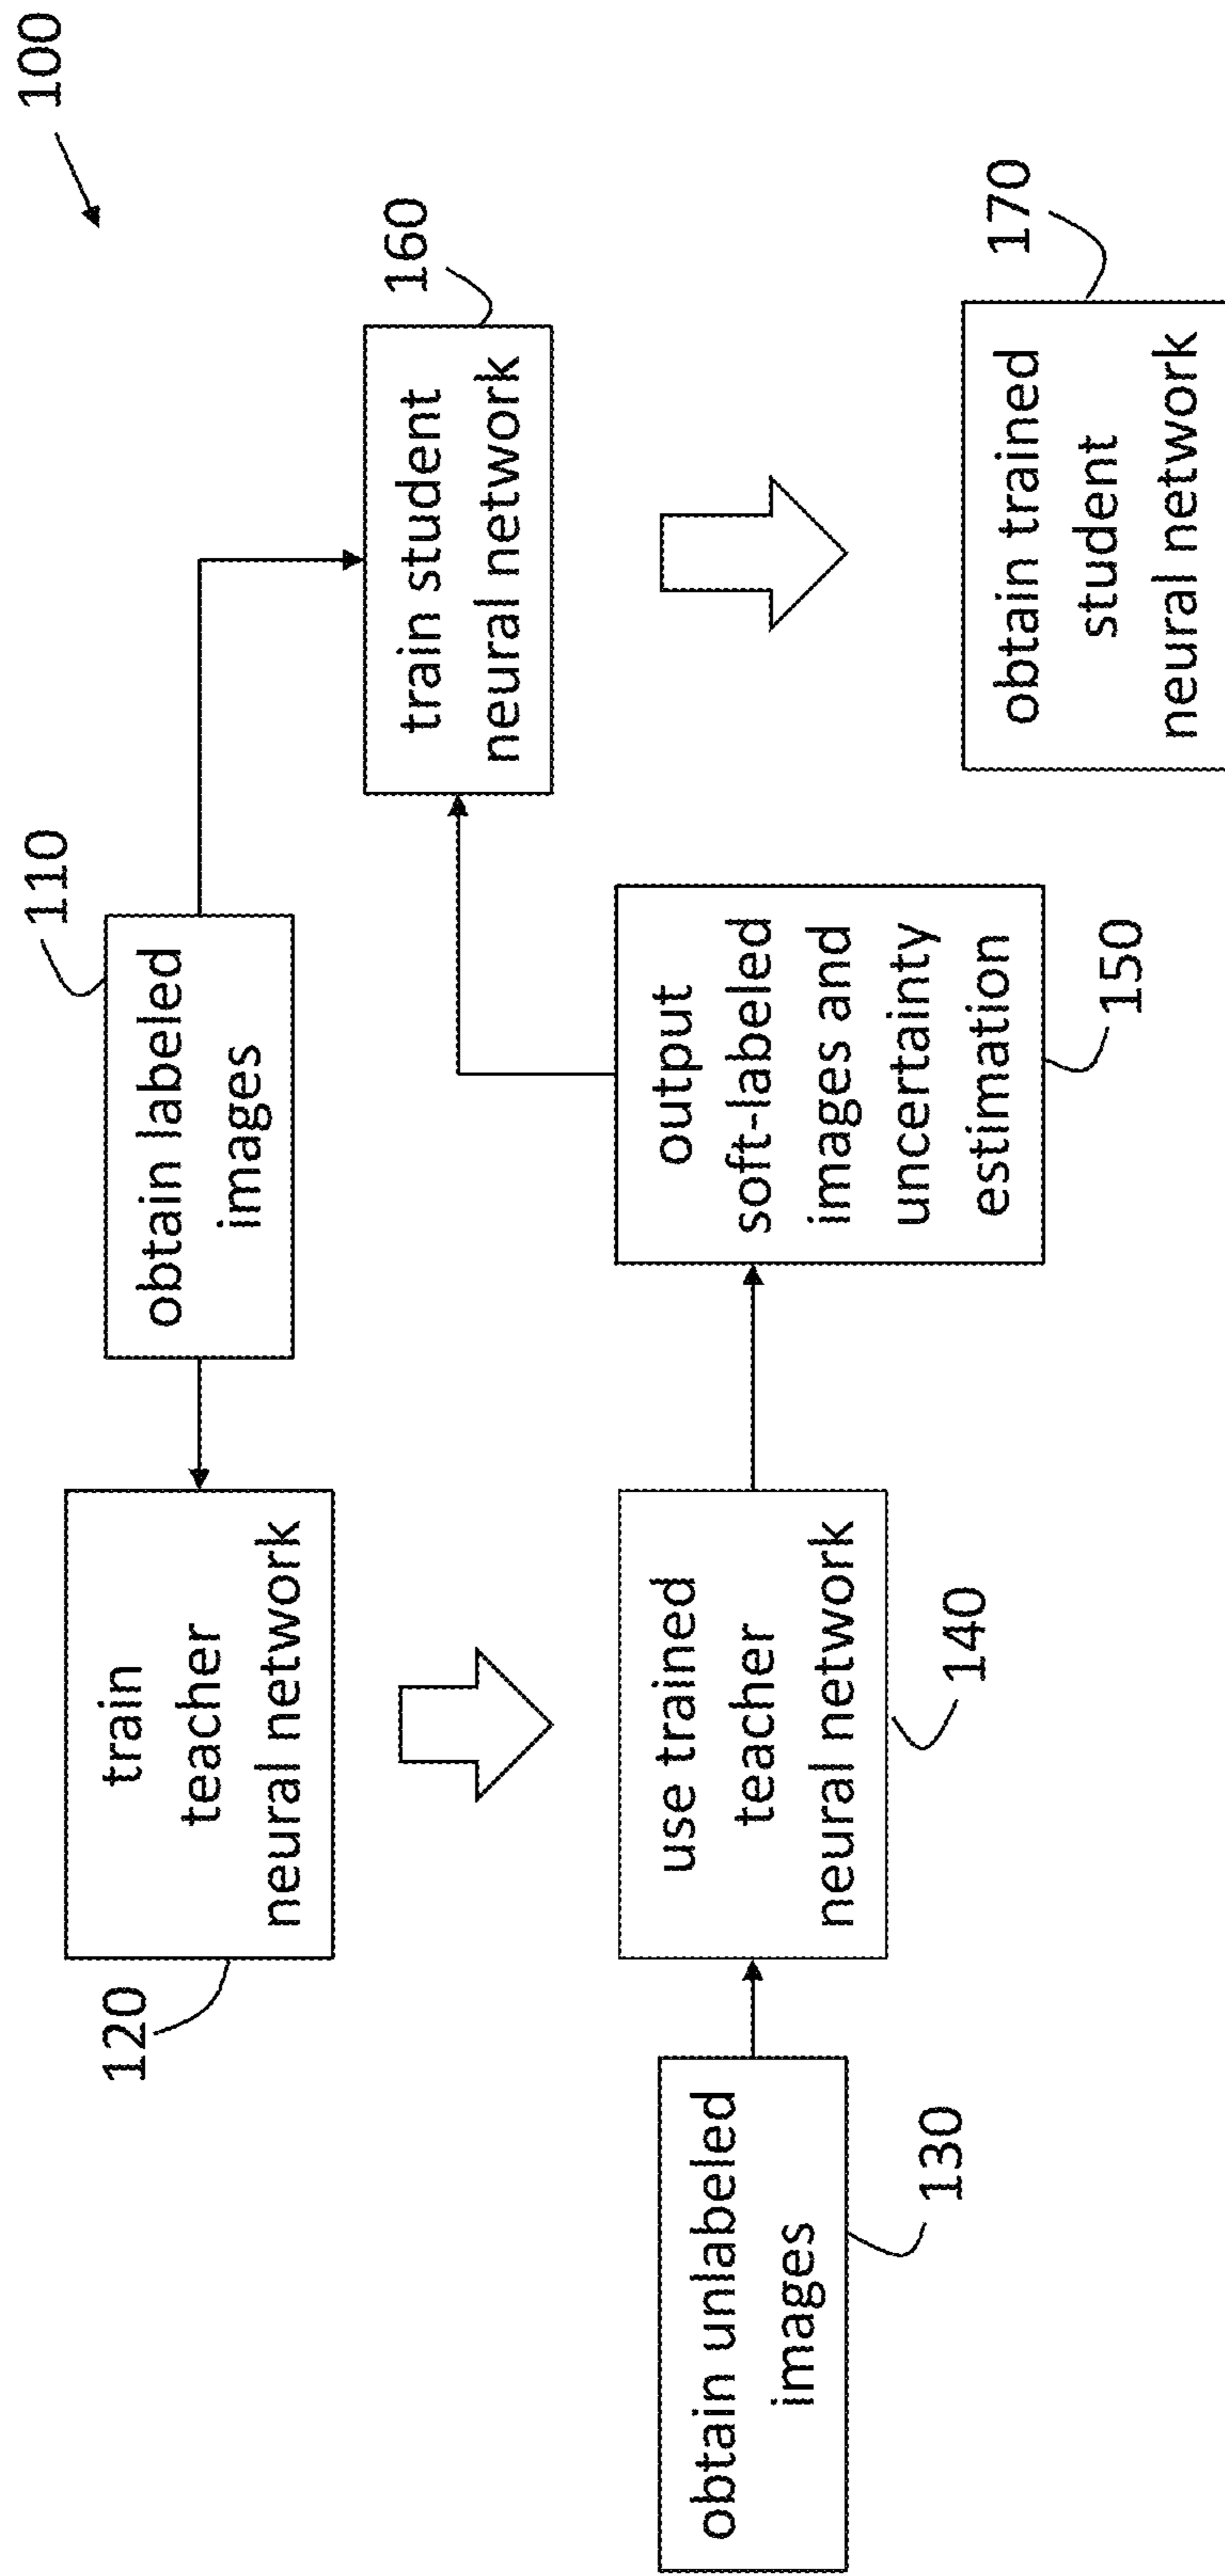 100
110
obtain labeled
images
120
train
teacher
neural network
160
train student
neural network
130
obtain unlabeled
images
140
use trained
teacher
neural network
150
output
soft-labeled
images and
uncertainty
estimation
170
obtain trained
student
neural network